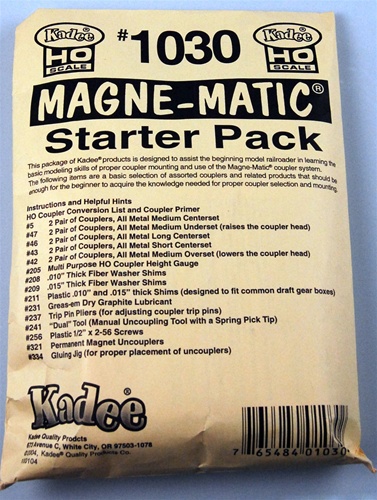 Kadee® #1030 Kadee®
HO HO
SCALE SCALE
MAGNE-MATIC®
Starter Pack
This package of Kadee® products is designed to assist the beginning model railroader in learning the
basic modeling skills of proper coupler mounting and use of the Magne-Matic® coupler system.
The following items are a basic selection of assorted couplers and related products that should be
enough for the beginner to acquire the knowledge needed for proper coupler selection and mounting.
Instructions and Helpful Hints
HO Coupler Conversion List and Coupler Primer
#5 2 Pair of Couplers, All Metal Medium Centerset
#47 2 Pair of Couplers, All Metal Medium Underset (raises the coupler head)
#46 2 Pair of Couplers, All Metal Long Centerset
#43 2 Pair of Couplers, All Metal Short Centerset
#42 2 Pair of Couplers, All Metal Medium Overset (lowers the coupler head)
#205 Multi Purpose HO Coupler Height Gauge
#208 .010" Thick Fiber Washer Shims
#209 .015" Thick Fiber Washer Shims
#211 Plastic .010" and .015" thick Shims (designed to fit common draft gear boxes)
#231 Greas-em Dry Graphite Lubricant
#237 Trip Pin Pliers (for adjusting coupler trip pins)
#241 "Dual" Tool (Manual Uncoupling Tool with a Spring Pick Tip)
#256 Plastic 1/2" x 2-56 Screws
#321 Permanent Magnet Uncouplers
#334 Gluing Jig (for proper placement of uncouplers)
Kadee®
Kadee Quality Products
673 Avenue C, White City, OR 97503-1078
Kadee® Quality Products Co.
7 65484 01030